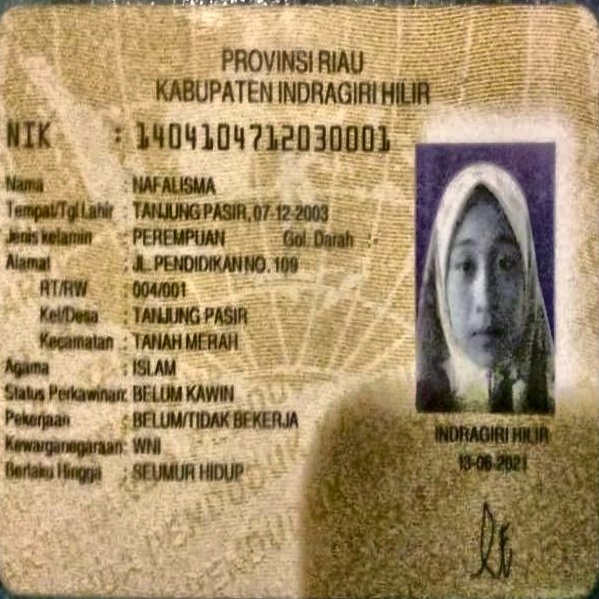 PROVINSI RIAU
KABUPATEN INDRAGIRI HILIR
NIK : 1404104712030001
Nama : NAFALISMA
Tempat/Tgl Lahir : TANJUNG PASIR, 07-12-2003
Jenis kelamin : PEREMPUAN Gol. Darah : -
Alamat : JL. PENDIDIKAN NO. 109
RT/RW : 004/001
Kel/Desa : TANJUNG PASIR
Kecamatan : TANAH MERAH
Agama : ISLAM
Status Perkawinan: BELUM KAWIN
Pekerjaan : BELUM/TIDAK BEKERJA
Kewarganegaraan: WNI
Berlaku Hingga : SEUMUR HIDUP
INDRAGIRI HILIR
13-06-2021